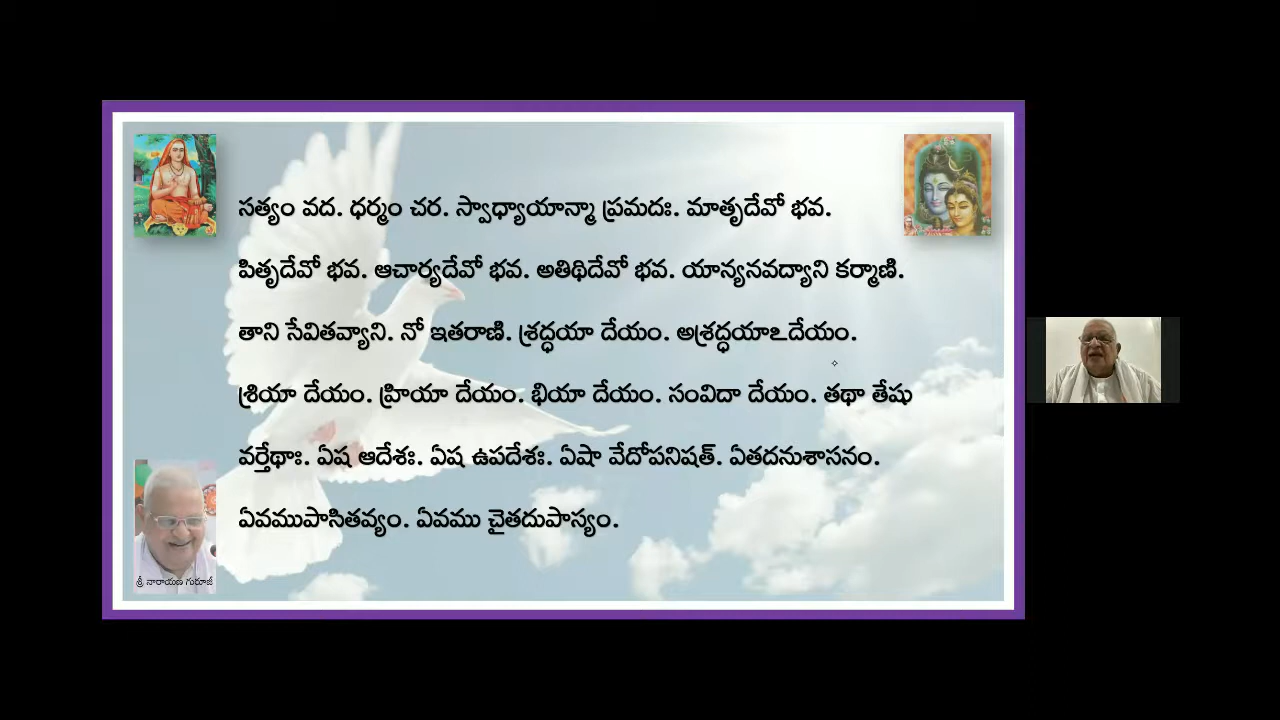 సత్యం వద. ధర్మం చర. స్వాధ్యాయాన్మా ప్రమదః. మాతృదేవో భవ.
పితృదేవో భవ. ఆచార్యదేవో భవ. అతిథిదేవో భవ. యాన్యనవద్యాని కర్మాణి.
తాని సేవితవ్యాని. నో ఇతరాణి. శ్రద్ధయా దేయం. అశ్రద్ధయాఽదేయం.
శ్రియా దేయం. హ్రియా దేయం. భియా దేయం. సంవిదా దేయం. తథా తేషు
వర్తేథాః. ఏష ఆదేశః. ఏష ఉపదేశః. ఏషా వేదోపనిషత్. ఏతదనుశాసనం.
ఏవముపాసితవ్యం. ఏవము చైతదుపాస్యం.
శ్రీ నారాయణ గురూజీ